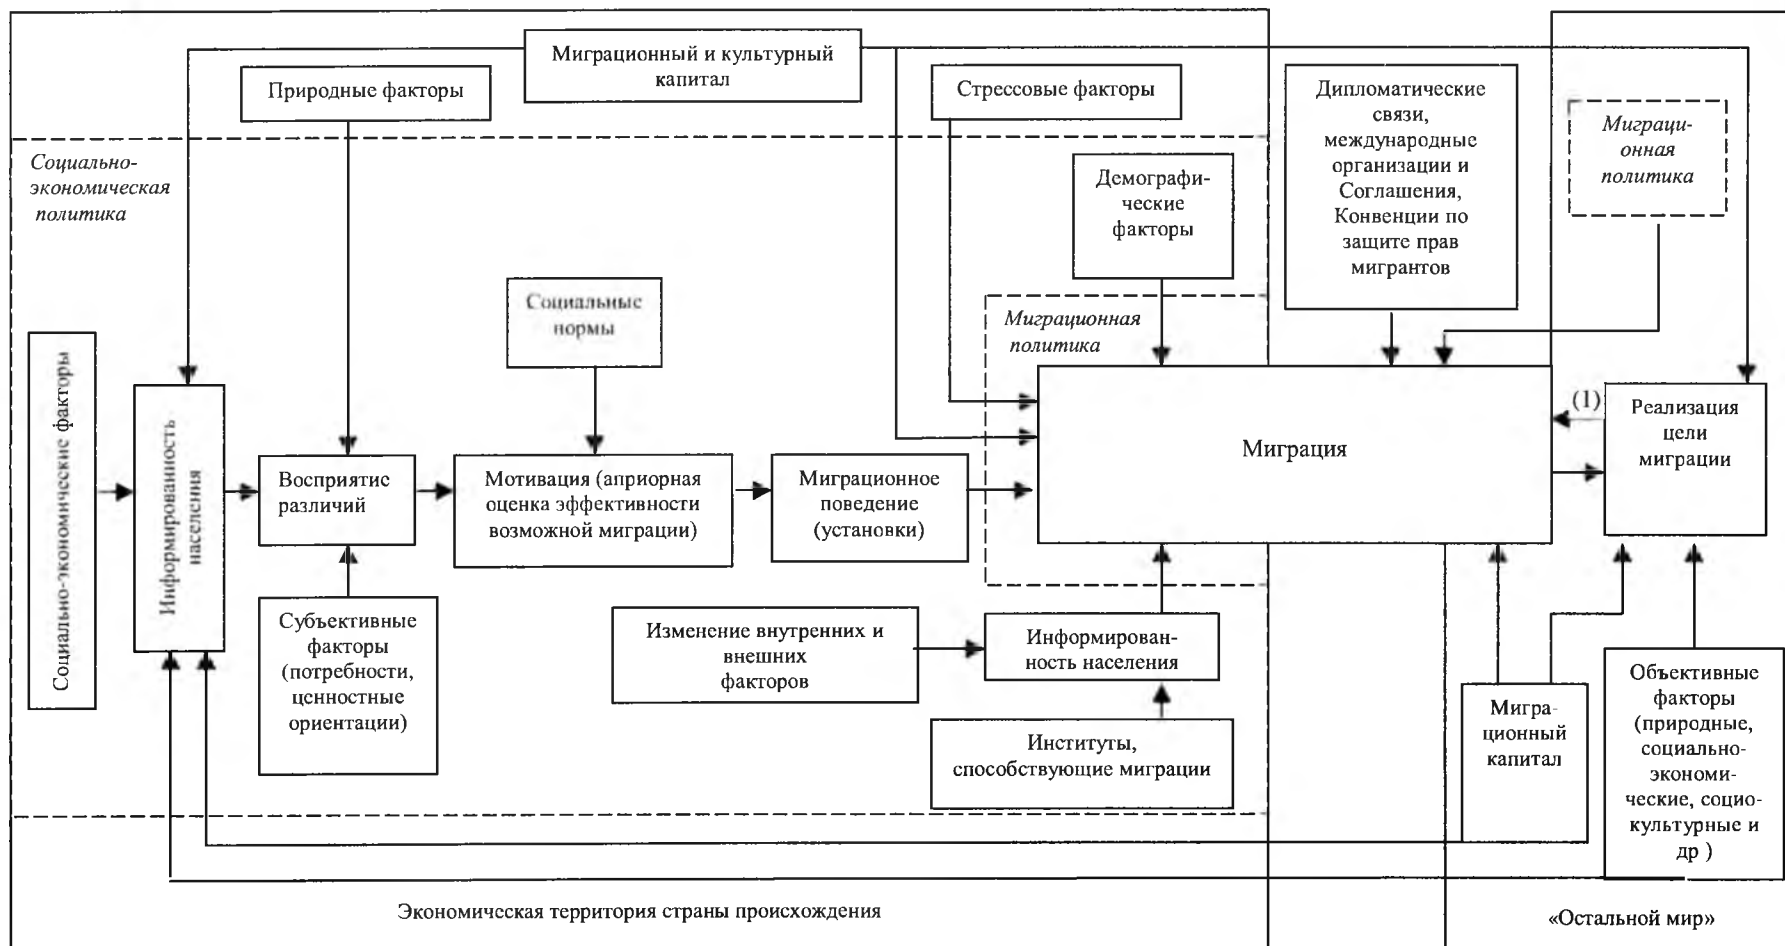 Миграционный и культурный
капитал
Природные факторы
Стрессовые факторы
Дипломатические
связи,
международные
организации и
Соглашения,
Конвенции по
защите прав
мигрантов
Миграци-
онная
политика
Социально-
экономическая
политика
Демографи-
ческие
факторы
Социальные
нормы
Миграционная
политика
Социально-экономические факторы
Информированность
населения
Восприятие
различий
Мотивация (априорная
оценка эффективности
возможной миграции)
Миграционное
поведение
(установки)
Миграция
(1)
Реализация
цели
миграции
Субъективные
факторы
(потребности,
ценностные
ориентации)
Изменение внутренних и
внешних
факторов
Информирован-
ность населения
Институты,
способствующие миграции
Мигра-
ционный
капитал
Объективные
факторы
(природные,
социально-
экономи-
ческие, социо-
культурные и
др )
Экономическая территория страны происхождения
«Остальной мир»